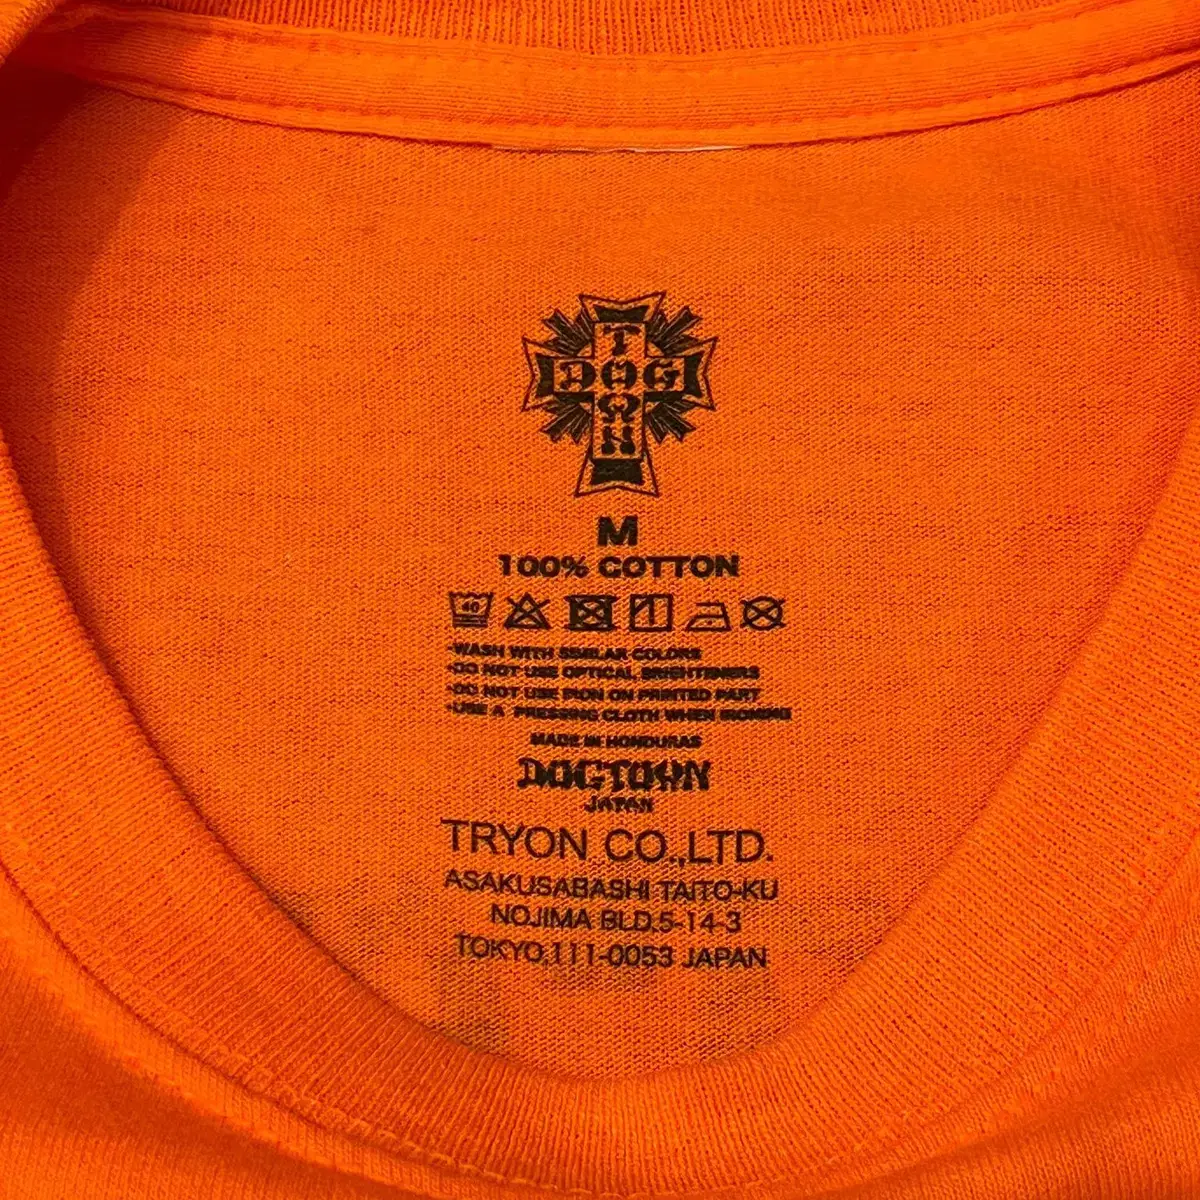 T
DOG
W
N
M
100% COTTON
40
•WASH WITH SIMILAR COLORS
•DO NOT USE OPTICAL BRIGHTENERS
•DO NOT USE IRON ON PRINTED PART
•USE A PRESSING CLOTH WHEN IRONING
MADE IN HONDURAS
DOGTOWN
JAPAN
TRYON CO.,LTD.
ASAKUSABASHI TAITO-KU
NOJIMA BLD.5-14-3
TOKYO,111-0053 JAPAN